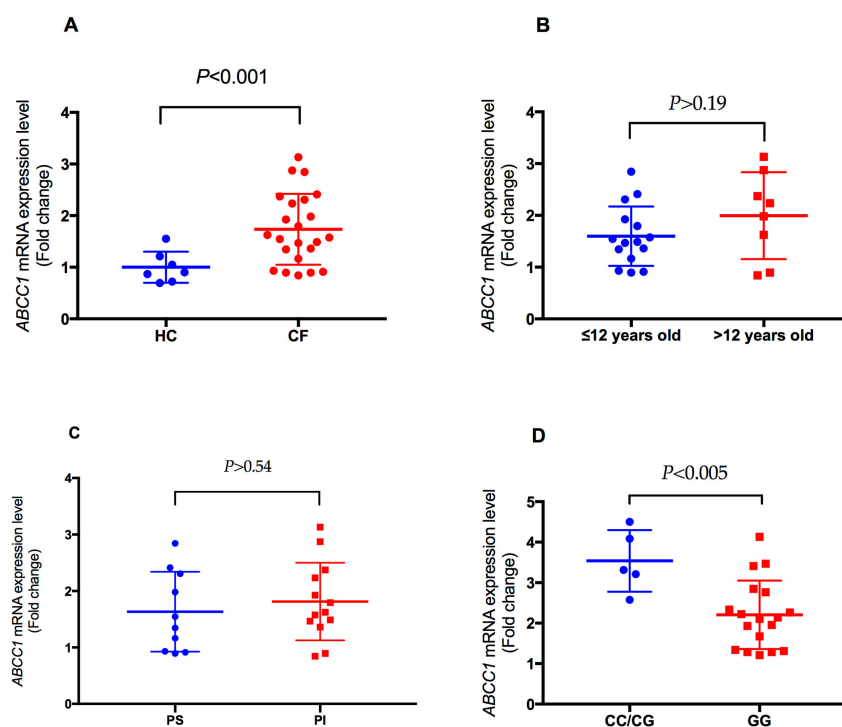 A
P<0.001
ABCC1 mRNA expression level
(Fold change)
4
3
2
1
0
HC
CF
B
P>0.19
ABCC1 mRNA expression level
(Fold change)
4
3
2
1
0
≤12 years old
>12 years old
C
P>0.54
ABCC1 mRNA expression level
(Fold change)
4
3
2
1
0
PS
PI
D
P<0.005
ABCC1 mRNA expression level
(Fold change)
5
4
3
2
1
0
CC/CG
GG